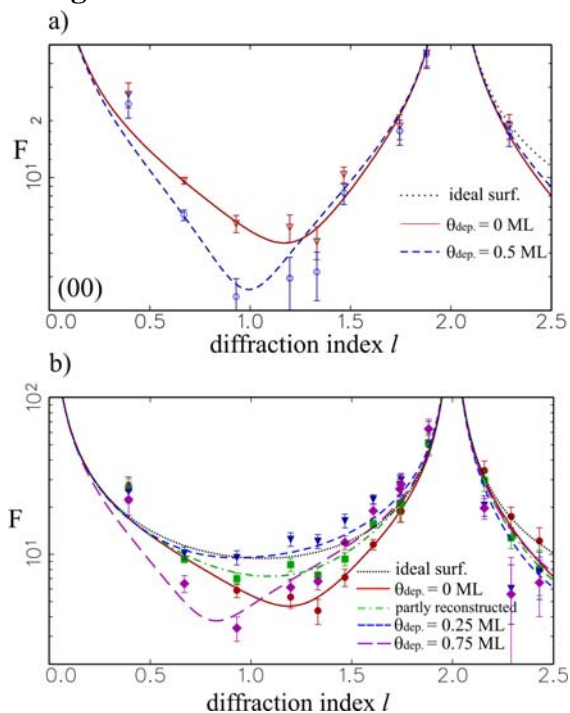 a)
2
F
10¹
ideal surf.
θdep. = 0 ML
θdep. = 0.5 ML
(00)
0.0 0.5 1.0 1.5 2.0 2.5
diffraction index l
b)
10²
F
10¹
ideal surf.
θdep. = 0 ML
partly reconstructed
θdep. = 0.25 ML
θdep. = 0.75 ML
0.0 0.5 1.0 1.5 2.0 2.5
diffraction index l